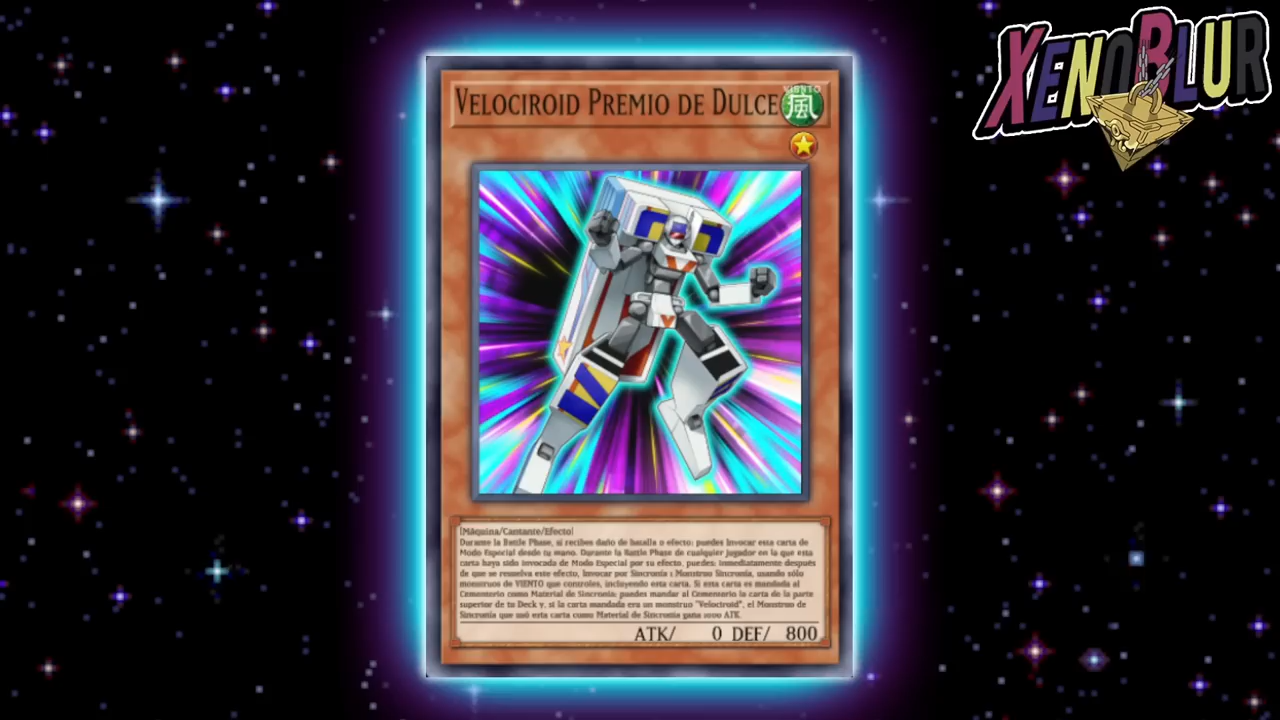 XENOBLUR
VELOCIROID PREMIO DE DULCE
VIENTO
風
[Máquina/Cantante/Efecto]
Durante la Battle Phase, si recibes daño de batalla o efecto: puedes Invocar esta carta de
Modo Especial desde tu mano. Durante la Battle Phase de cualquier jugador en la que esta
carta haya sido invocada de Modo Especial por su efecto, puedes: inmediatamente después
de que se resuelva este efecto, Invocar por Sincronía 1 Monstruo Sincronía, usando sólo
monstruos de VIENTO que controles, incluyendo esta carta. Si esta carta es mandada al
Cementerio como Material de Sincronía: puedes mandar al Cementerio la carta de la parte
superior de tu Deck y, si la carta mandada era un monstruo "Velociroid", el Monstruo de
Sincronía que usó esta carta como Material de Sincronía gana 1000 ATK.
ATK/ 0 DEF/ 800